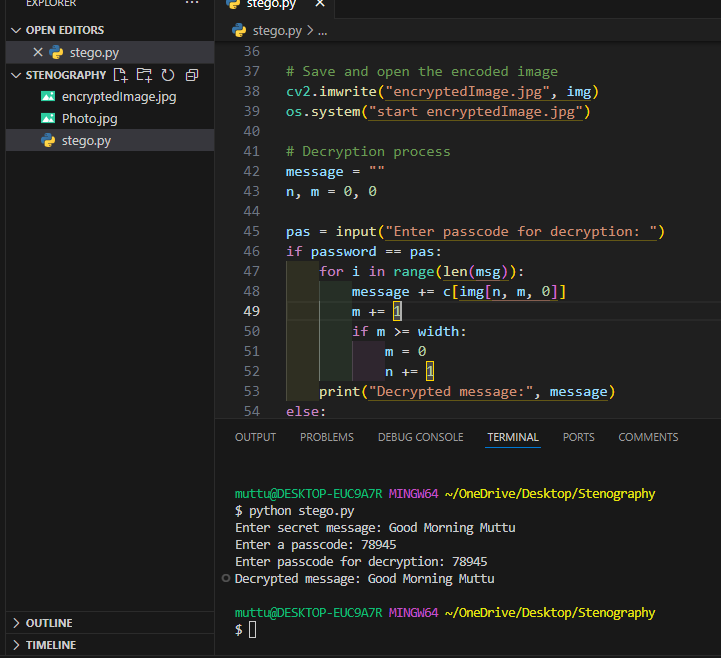 EXPLORER
...
OPEN EDITORS
stego.py
STENOGRAPHY
encryptedImage.jpg
Photo.jpg
stego.py
OUTLINE
TIMELINE
stego.py
stego.py > ...
36
37 # Save and open the encoded image
38 cv2.imwrite("encryptedImage.jpg", img)
39 os.system("start encryptedImage.jpg")
40
41 # Decryption process
42 message = ""
43 n, m = 0, 0
44
45 pas = input("Enter passcode for decryption: ")
46 if password == pas:
47 for i in range(len(msg)):
48 message += c[img[n, m, 0]]
49 m += 1
50 if m >= width:
51 m = 0
52 n += 1
53 print("Decrypted message:", message)
54 else:
OUTPUT PROBLEMS DEBUG CONSOLE TERMINAL PORTS COMMENTS
muttu@DESKTOP-EUC9A7R MINGW64 ~/OneDrive/Desktop/Stenography
$ python stego.py
Enter secret message: Good Morning Muttu
Enter a passcode: 78945
Enter passcode for decryption: 78945
Decrypted message: Good Morning Muttu
muttu@DESKTOP-EUC9A7R MINGW64 ~/OneDrive/Desktop/Stenography
$